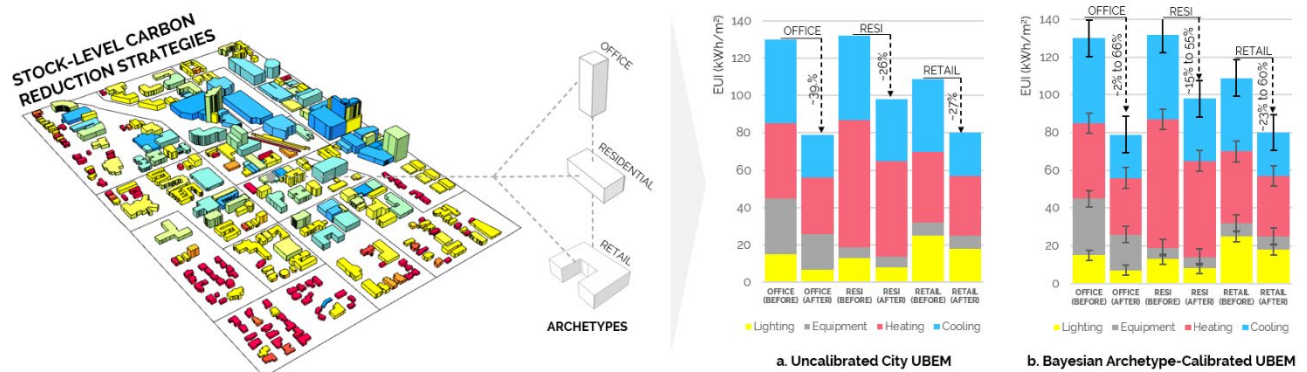 STOCK-LEVEL CARBON
REDUCTION STRATEGIES
OFFICE
RESIDENTIAL
RETAIL
ARCHETYPES
EUI (kWh/m²)
140
120
100
80
60
40
20
0
OFFICE
-39%
RESI
-26%
RETAIL
-27%
OFFICE (BEFORE)
OFFICE (AFTER)
RESI (BEFORE)
RESI (AFTER)
RETAIL (BEFORE)
RETAIL (AFTER)
Lighting Equipment Heating Cooling
a. Uncalibrated City UBEM
EUI (kWh/m²)
140
120
100
80
60
40
20
0
OFFICE
-2% to 66%
RESI
-15% to 55%
RETAIL
-23% to 60%
OFFICE (BEFORE)
OFFICE (AFTER)
RESI (BEFORE)
RESI (AFTER)
RETAIL (BEFORE)
RETAIL (AFTER)
Lighting Equipment Heating Cooling
b. Bayesian Archetype-Calibrated UBEM